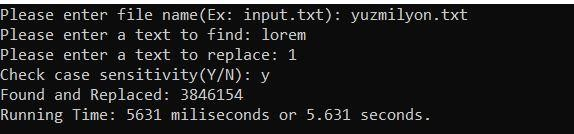 Please enter file name(Ex: input.txt): yuzmilyon.txt
Please enter a text to find: lorem
Please enter a text to replace: 1
Check case sensitivity(Y/N): y
Found and Replaced: 3846154
Running Time: 5631 miliseconds or 5.631 seconds.